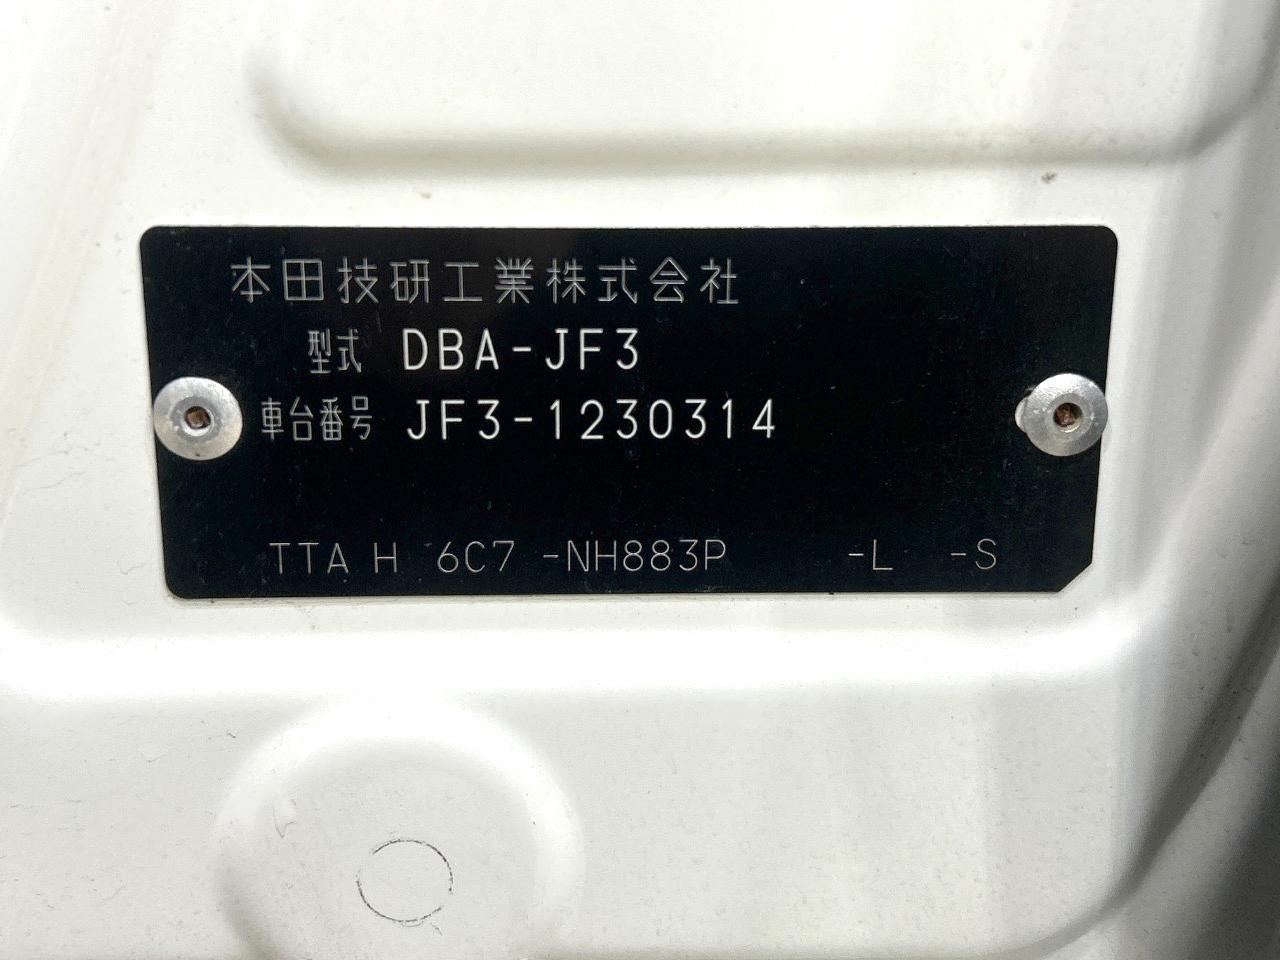 本田技研工業株式会社
型式 DBA-JF3
車台番号 JF3-1230314
TTA H 6C7 -NH883P -L -S